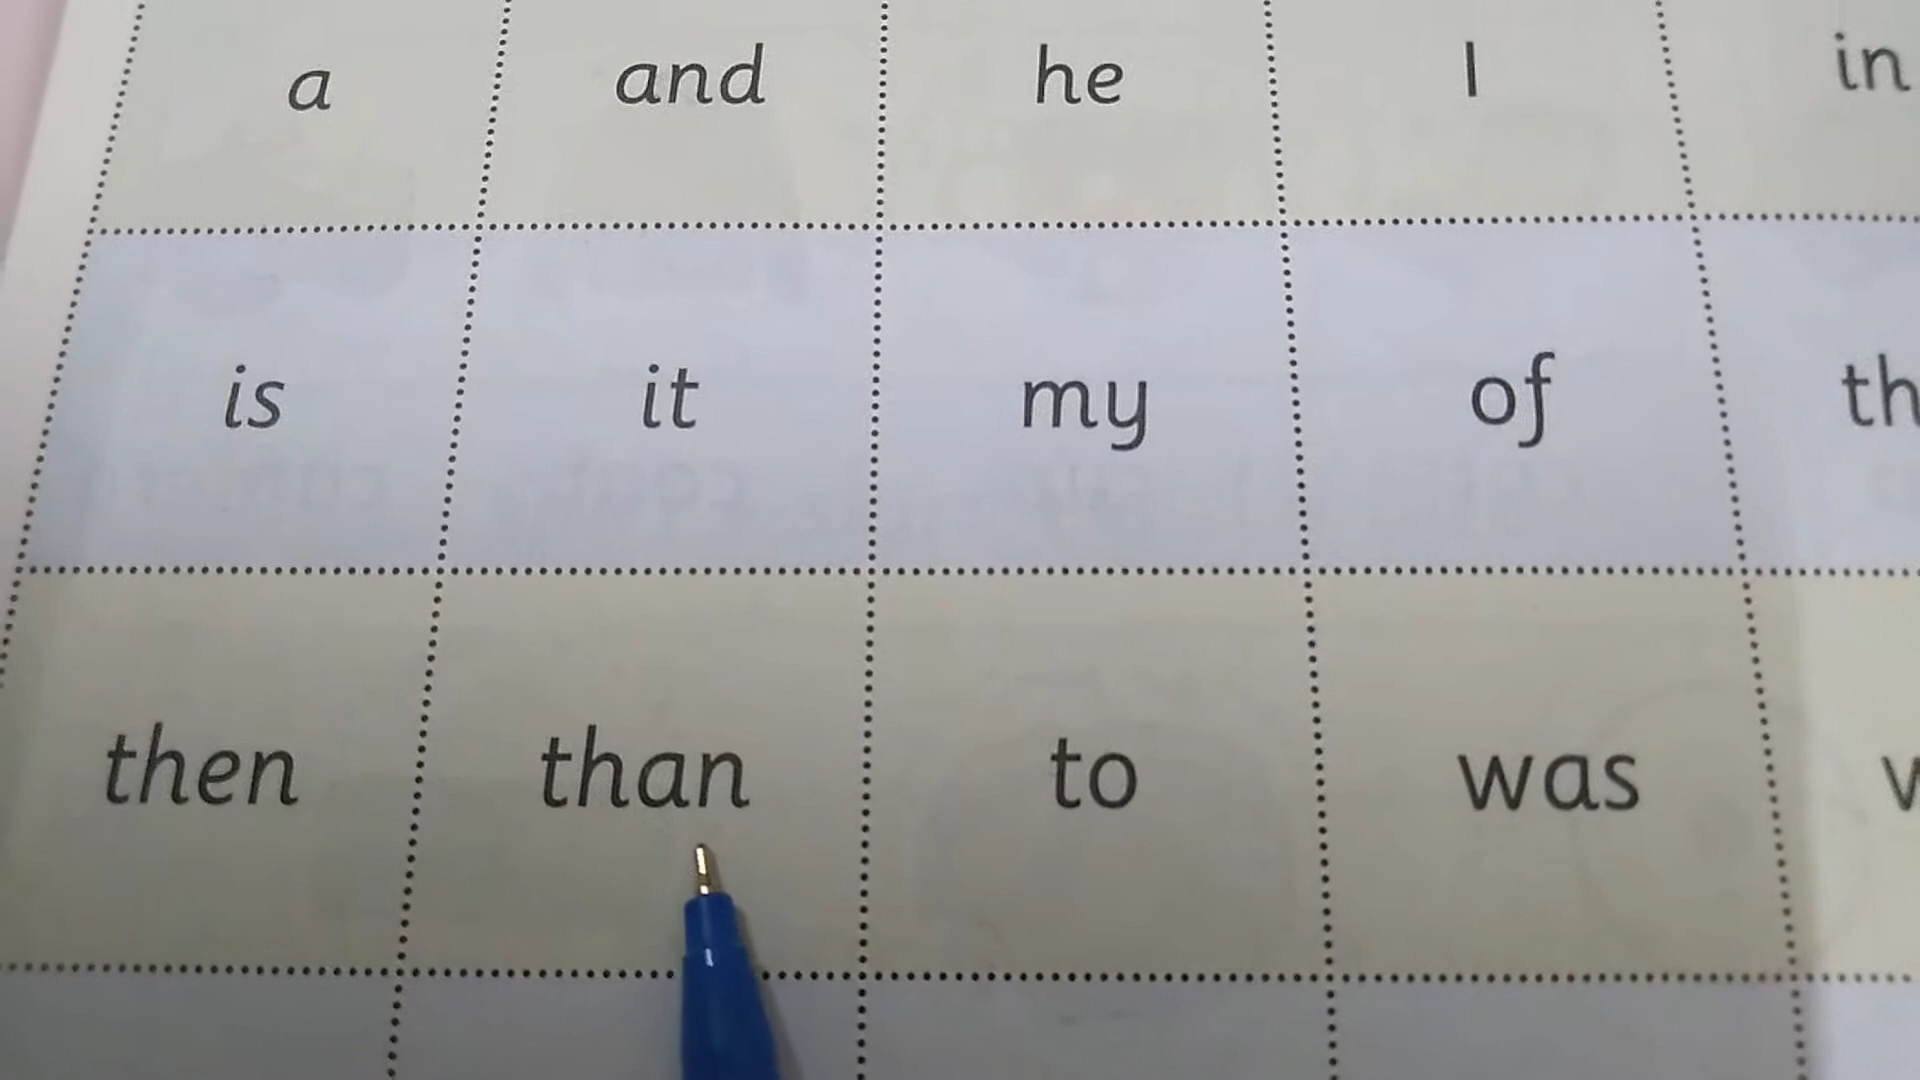 a and he I in
is it my of
then than to was